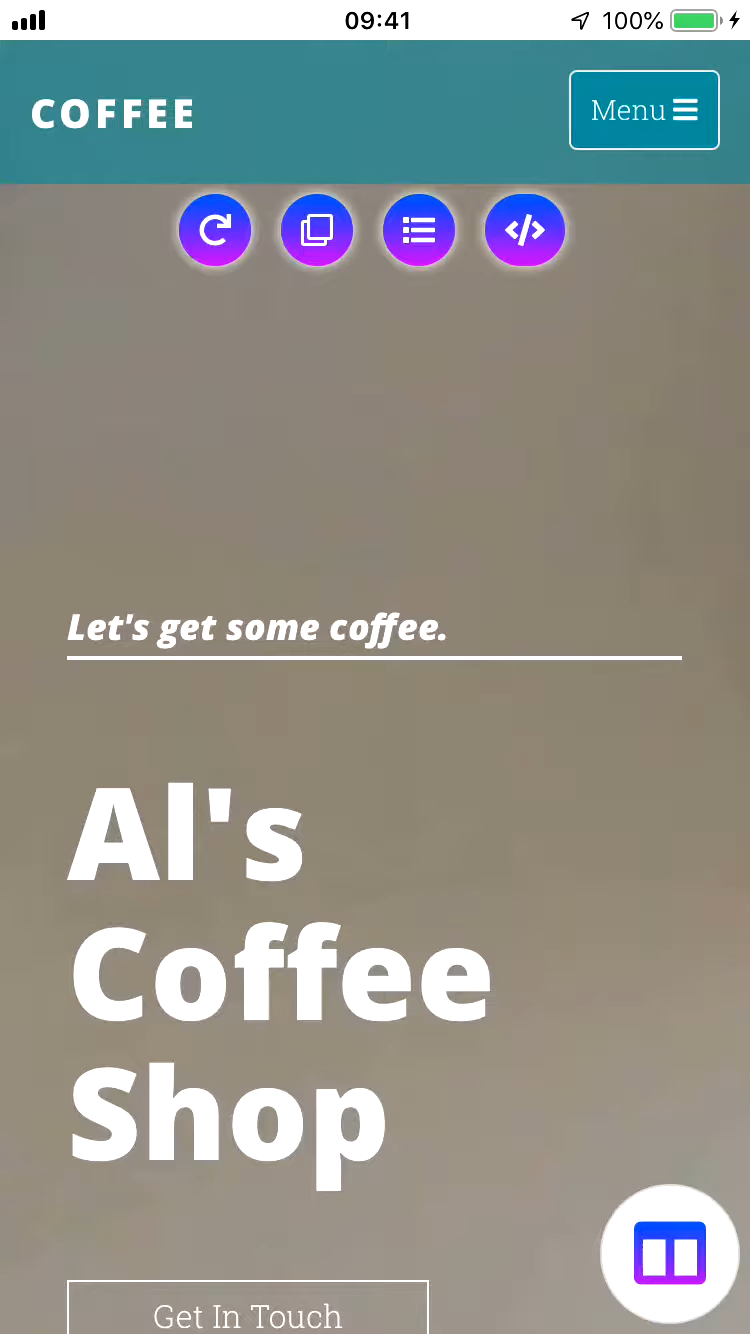 09:41
100%
COFFEE
Menu
Let's get some coffee.
Al's
Coffee
Shop
Get In Touch